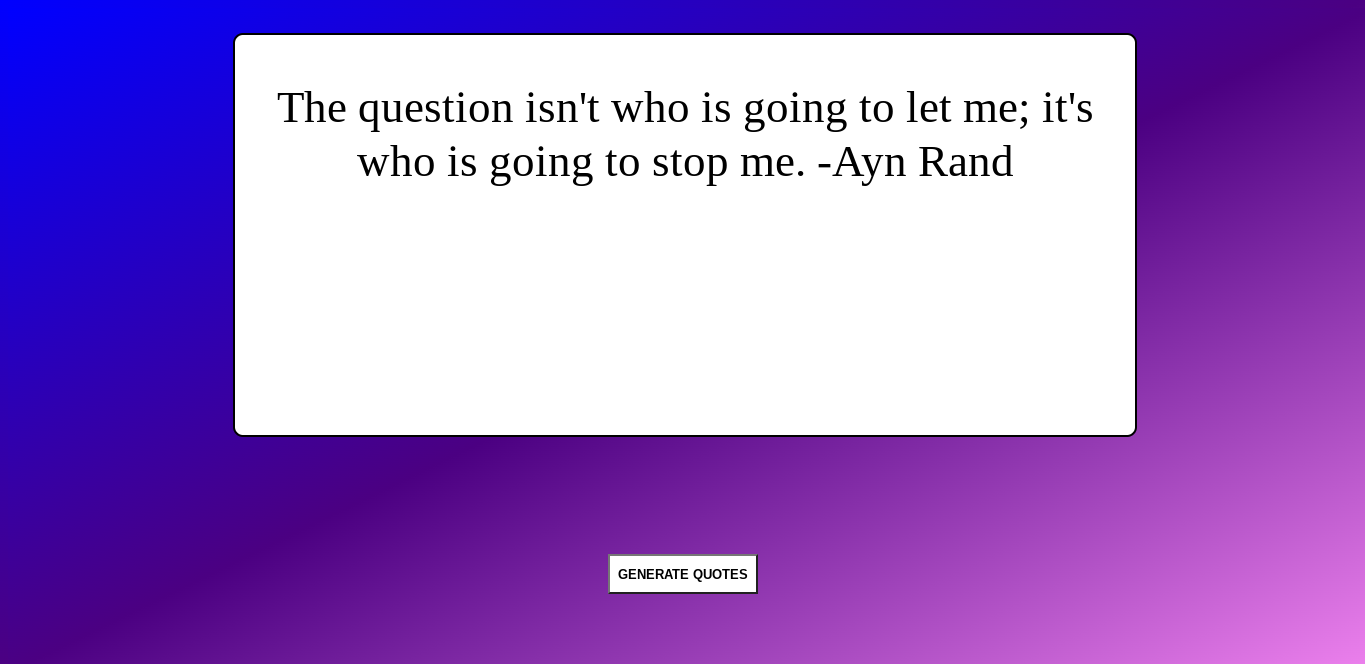 The question isn't who is going to let me; it's
who is going to stop me. -Ayn Rand
GENERATE QUOTES